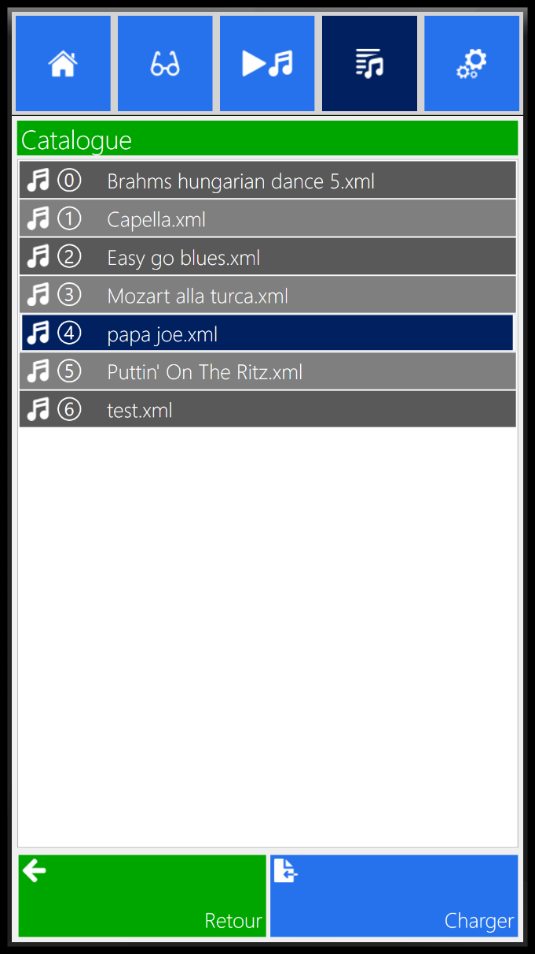 Catalogue
0 Brahms hungarian dance 5.xml
1 Capella.xml
2 Easy go blues.xml
3 Mozart alla turca.xml
4 papa joe.xml
5 Puttin' On The Ritz.xml
6 test.xml
Retour
Charger